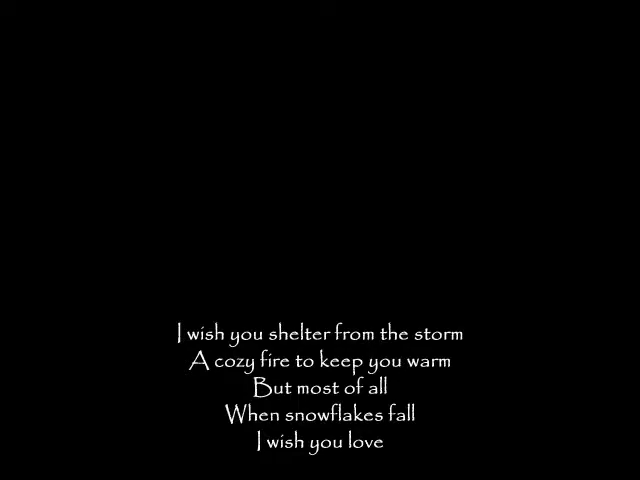 I wish you shelter from the storm
A cozy fire to keep you warm
But most of all
When snowflakes fall
I wish you love